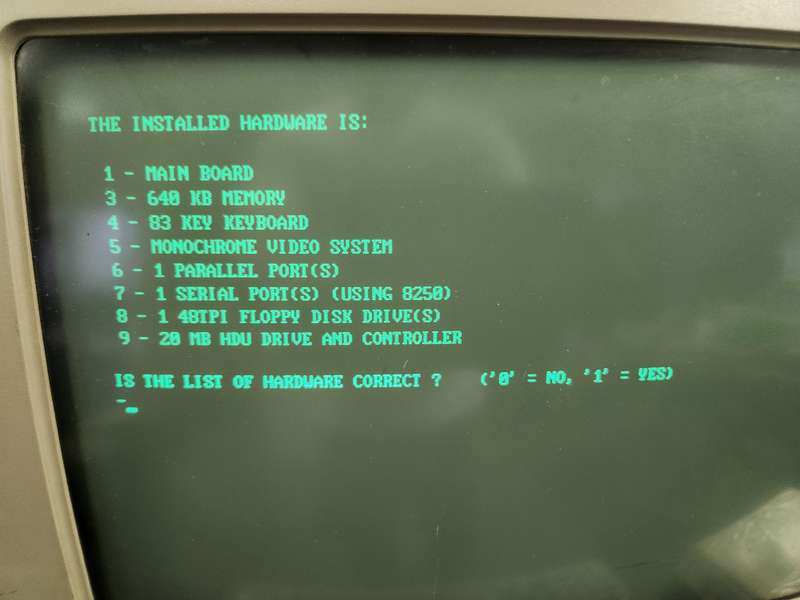 THE INSTALLED HARDWARE IS:
1 - MAIN BOARD
3 - 640 KB MEMORY
4 - 83 KEY KEYBOARD
5 - MONOCHROME VIDEO SYSTEM
6 - 1 PARALLEL PORT(S)
7 - 1 SERIAL PORT(S) (USING 8250)
8 - 1 48TPI FLOPPY DISK DRIVE(S)
9 - 20 MB HDU DRIVE AND CONTROLLER
IS THE LIST OF HARDWARE CORRECT ? ('0' = NO, '1' = YES)
-_